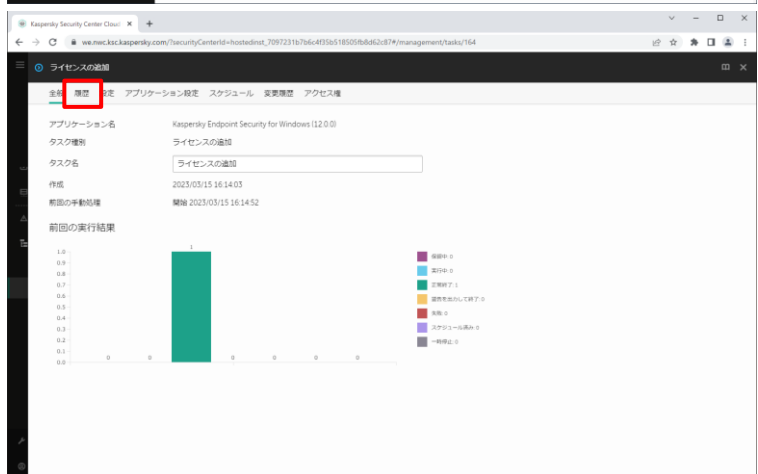 Kaspersky Security Center Cloud
we.nwc.ksc.kaspersky.com/?securityCenterId=hostedinst_7097231b7b6c4f35b518505fb8d62c87#/management/tasks/164
ライセンスの追加
全般 履歴 設定 アプリケーション設定 スケジュール 変更履歴 アクセス権
アプリケーション名 Kaspersky Endpoint Security for Windows (12.0.0)
タスク種別 ライセンスの追加
タスク名 ライセンスの追加
作成 2023/03/15 16:14:03
前回の手動処理 開始 2023/03/15 16:14:52
前回の実行結果
1.0
0.9
0.8
0.7
0.6
0.5
0.4
0.3
0.2
0.1
0.0
0 0 1 0 0 0 0
保留中: 0
実行中: 0
正常終了: 1
警告を出力して終了: 0
失敗: 0
スケジュール済み: 0
一時停止: 0